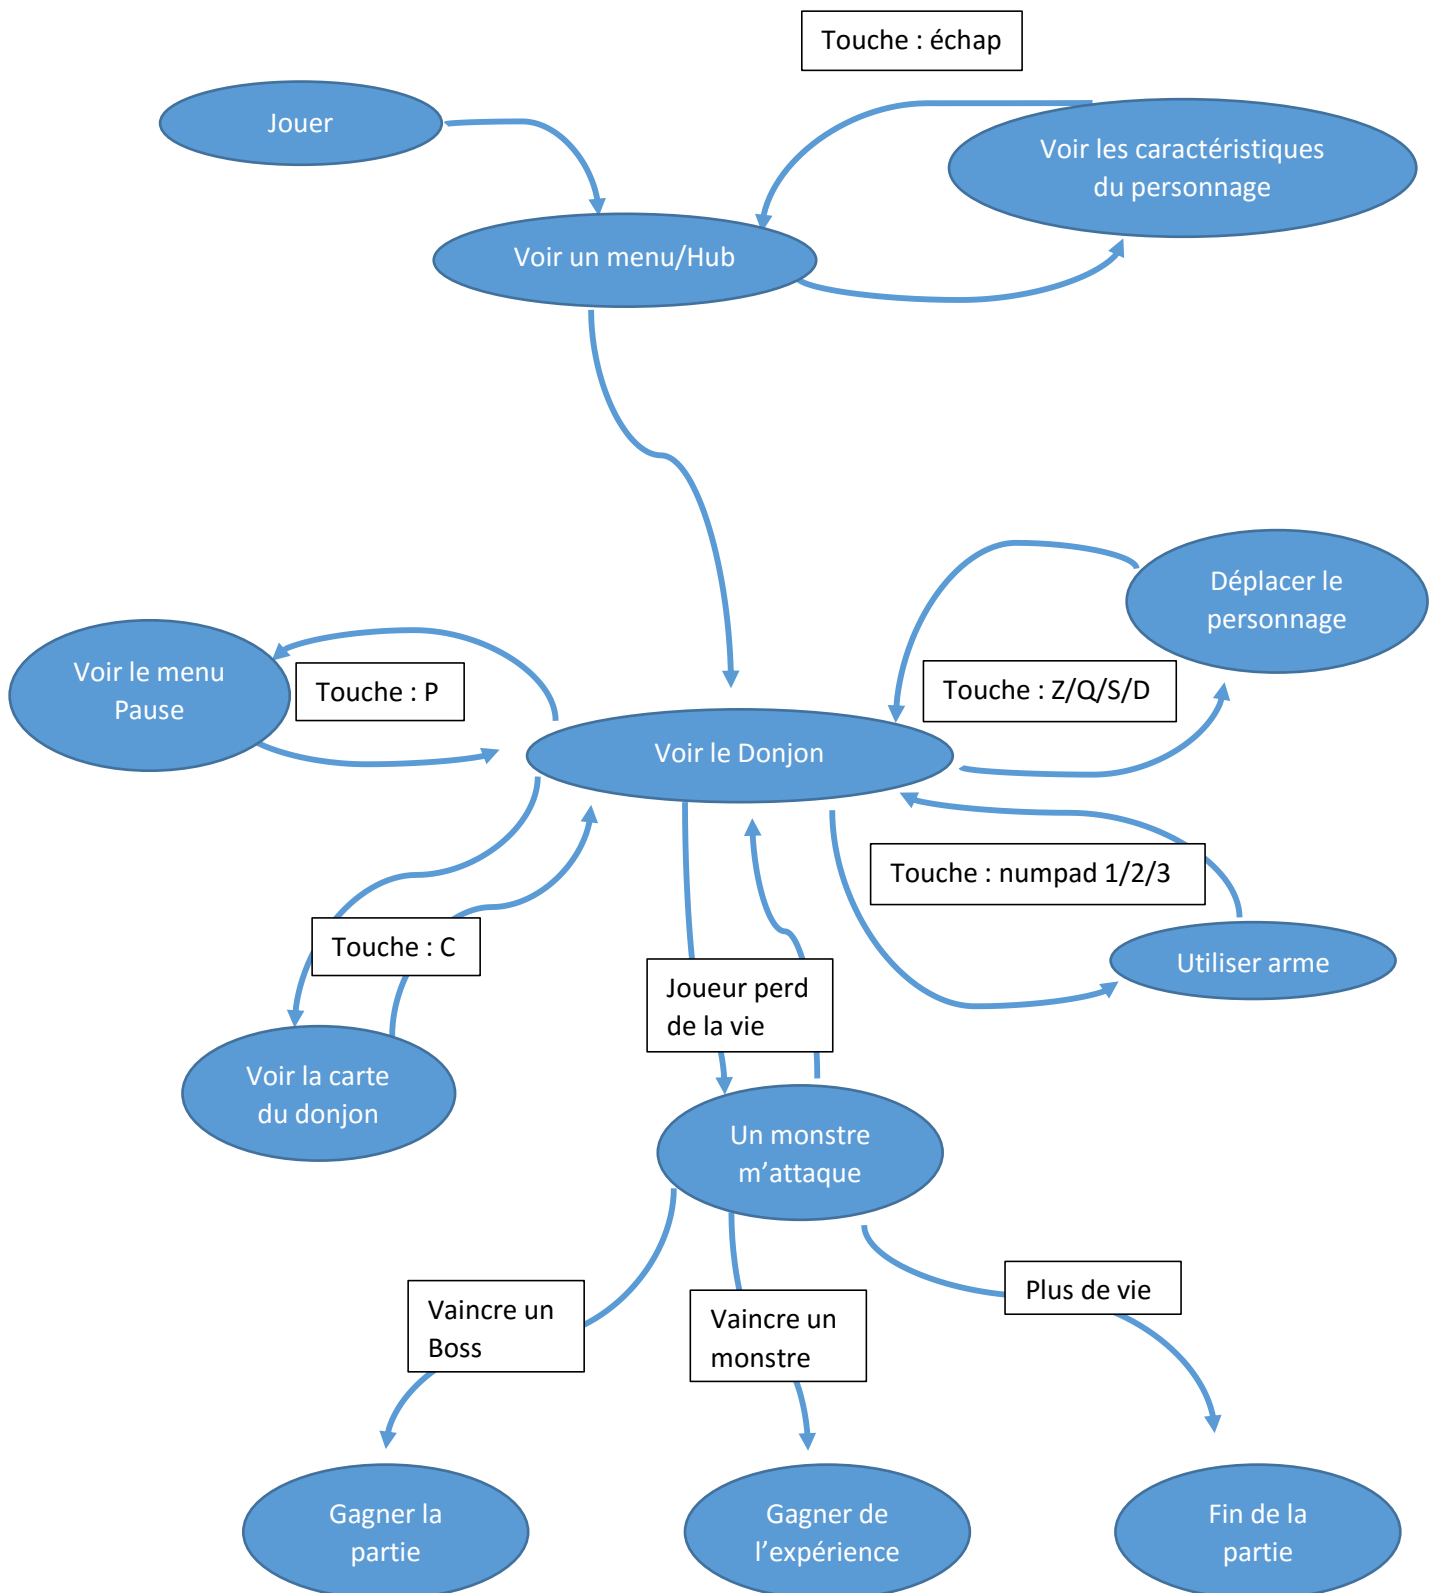 Touche : échap
Jouer
Voir les caractéristiques
du personnage
Voir un menu/Hub
Déplacer le
personnage
Voir le menu
Pause
Touche : P
Touche : Z/Q/S/D
Voir le Donjon
Touche : numpad 1/2/3
Touche : C
Utiliser arme
Joueur perd
de la vie
Voir la carte
du donjon
Un monstre
m’attaque
Plus de vie
Vaincre un
Boss
Vaincre un
monstre
Gagner la
partie
Gagner de
l’expérience
Fin de la
partie